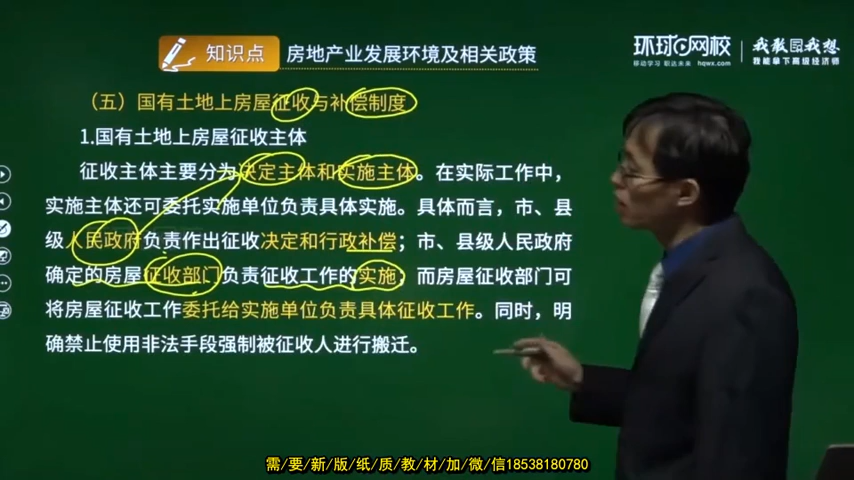 知识点
房地产业发展环境及相关政策
环球网校
移动学习 职达未来 hqwx.com
我敢圆我想
我能拿下高级经济师
（五）国有土地上房屋征收与补偿制度
1.国有土地上房屋征收主体
征收主体主要分为决定主体和实施主体。在实际工作中，
实施主体还可委托实施单位负责具体实施。具体而言，市、县
级人民政府负责作出征收决定和行政补偿；市、县级人民政府
确定的房屋征收部门负责征收工作的实施，而房屋征收部门可
将房屋征收工作委托给实施单位负责具体征收工作。同时，明
确禁止使用非法手段强制被征收人进行搬迁。
需/要/新/版/纸/质/教/材/加/微/信18538180780